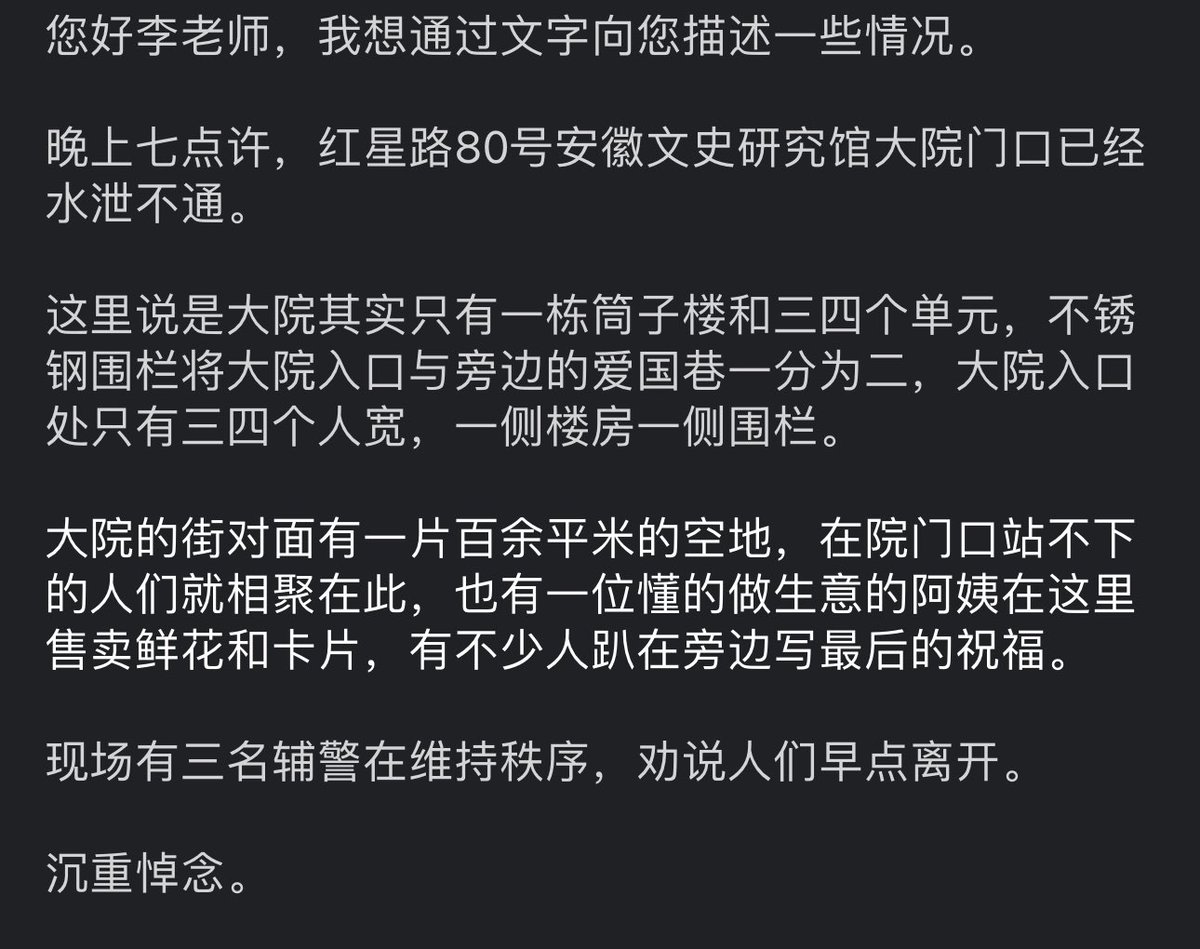 您好李老师，我想通过文字向您描述一些情况。
晚上七点许，红星路80号安徽文史研究馆大院门口已经
水泄不通。
这里说是大院其实只有一栋筒子楼和三四个单元，不锈
钢围栏将大院入口与旁边的爱国巷一分为二，大院入口
处只有三四个人宽，一侧楼房一侧围栏。
大院的街对面有一片百余平米的空地，在院门口站不下
的人们就相聚在此，也有一位懂的做生意的阿姨在这里
售卖鲜花和卡片，有不少人趴在旁边写最后的祝福。
现场有三名辅警在维持秩序，劝说人们早点离开。
沉重悼念。